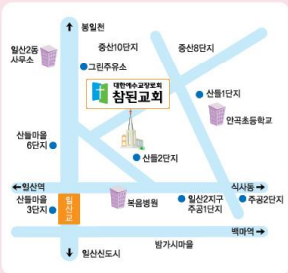 봉일천
일산2동
사무소
중산10단지
중산8단지
그린주유소
대한예수교장로회
참된교회
산들1단지
안곡초등학교
산들마을
6단지
산들2단지
←일산역
식사동→
산들마을
3단지
일산교
복음병원
일산2지구
주공1단지
주공2단지
백마역→
밤가시마을
일산신도시